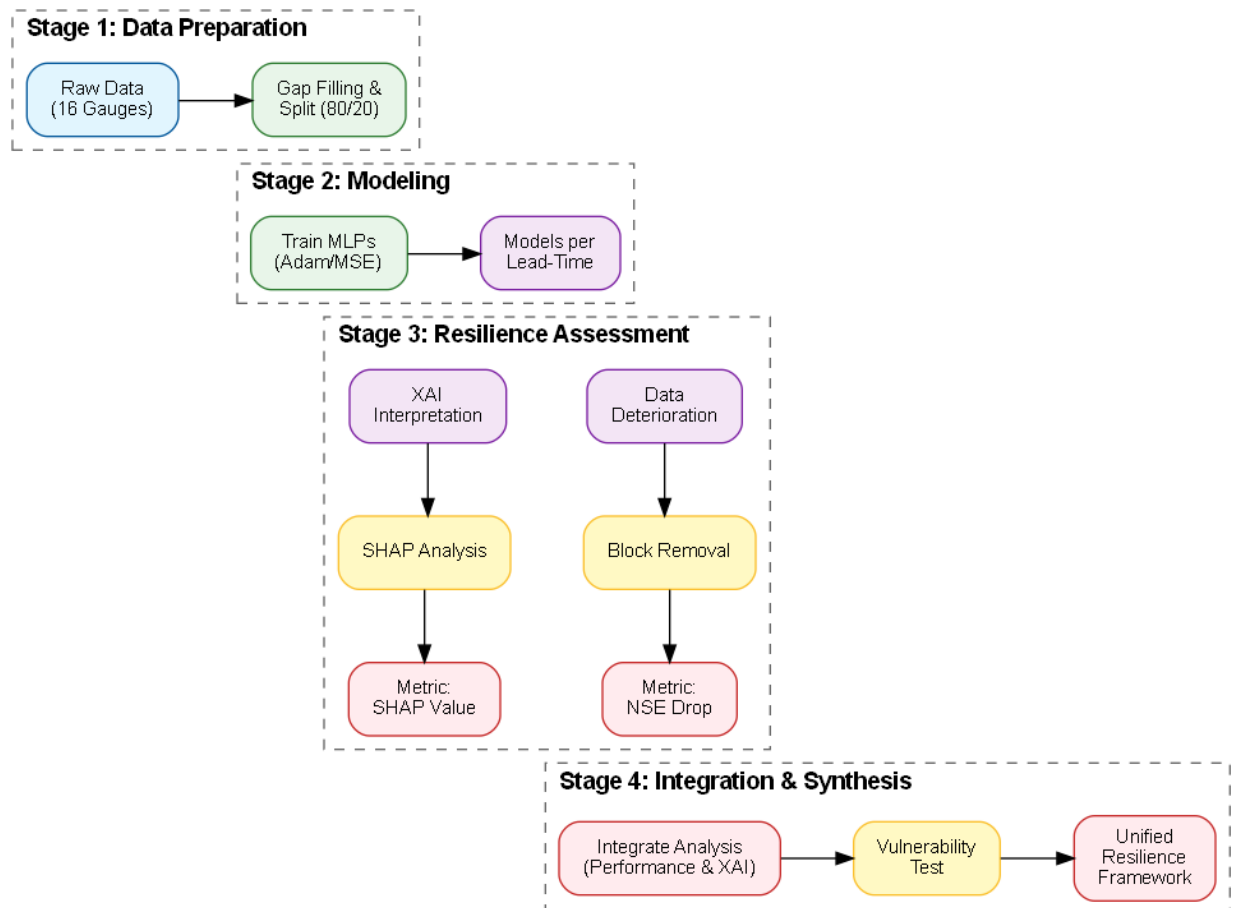 Stage 1: Data Preparation
Raw Data
(16 Gauges)
Gap Filling &
Split (80/20)
Stage 2: Modeling
Train MLPs
(Adam/MSE)
Models per
Lead-Time
Stage 3: Resilience Assessment
XAI
Interpretation
Data
Deterioration
SHAP Analysis
Block Removal
Metric:
SHAP Value
Metric:
NSE Drop
Stage 4: Integration & Synthesis
Integrate Analysis
(Performance & XAI)
Vulnerability
Test
Unified
Resilience
Framework